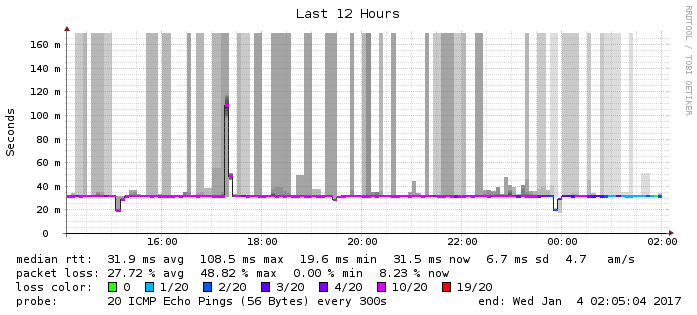 Last 12 Hours
RRDTOOL / TOBI OETIKER
Seconds
160 m
140 m
120 m
100 m
80 m
60 m
40 m
20 m
0
16:00 18:00 20:00 22:00 00:00 02:00
median rtt: 31.9 ms avg 108.5 ms max 19.6 ms min 31.5 ms now 6.7 ms sd 4.7 am/s
packet loss: 27.72 % avg 48.82 % max 0.00 % min 8.23 % now
loss color: 0 1/20 2/20 3/20 4/20 10/20 19/20
probe: 20 ICMP Echo Pings (56 Bytes) every 300s end: Wed Jan 4 02:05:04 2017